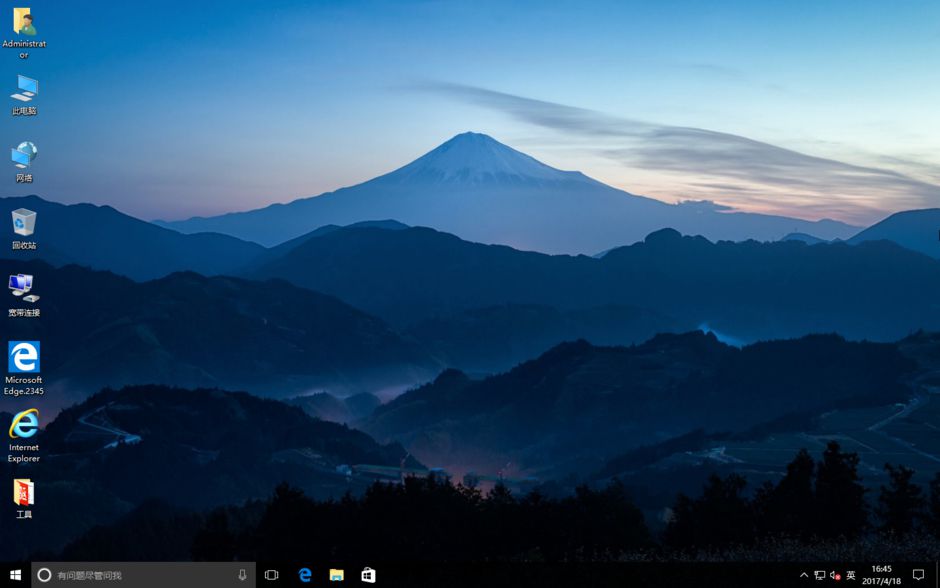 Administrat
or
此电脑
网络
回收站
宽带连接
Microsoft
Edge.2345
Internet
Explorer
工具
有问题尽管问我
英
16:45
2017/4/18